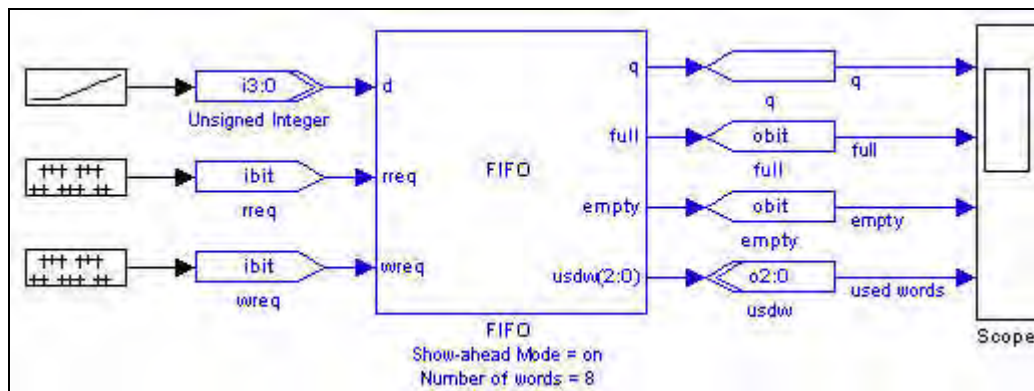 i3:0
Unsigned Integer
ibit
rreq
ibit
wreq
d
rreq
wreq
FIFO
q
full
empty
usdw(2:0)
FIFO
Show-ahead Mode = on
Number of words = 8
q
q
obit
full
full
obit
empty
empty
o2:0
usdw
used words
Scope